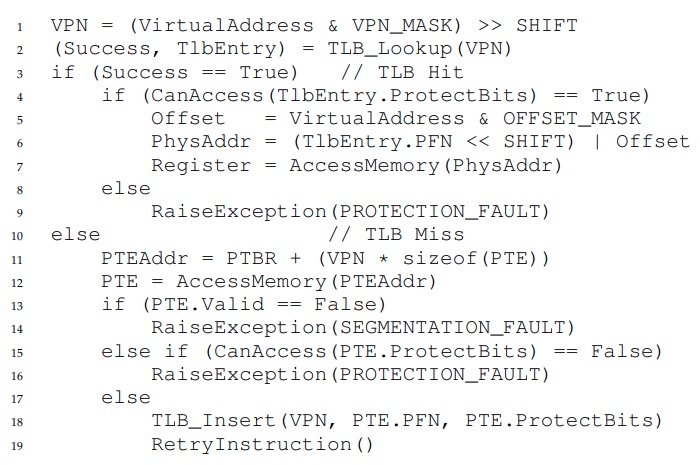 1 VPN = (VirtualAddress & VPN_MASK) >> SHIFT
2 (Success, TlbEntry) = TLB_Lookup(VPN)
3 if (Success == True) // TLB Hit
4 if (CanAccess(TlbEntry.ProtectBits) == True)
5 Offset = VirtualAddress & OFFSET_MASK
6 PhysAddr = (TlbEntry.PFN << SHIFT) | Offset
7 Register = AccessMemory(PhysAddr)
8 else
9 RaiseException(PROTECTION_FAULT)
10 else // TLB Miss
11 PTEAddr = PTBR + (VPN * sizeof(PTE))
12 PTE = AccessMemory(PTEAddr)
13 if (PTE.Valid == False)
14 RaiseException(SEGMENTATION_FAULT)
15 else if (CanAccess(PTE.ProtectBits) == False)
16 RaiseException(PROTECTION_FAULT)
17 else
18 TLB_Insert(VPN, PTE.PFN, PTE.ProtectBits)
19 RetryInstruction()